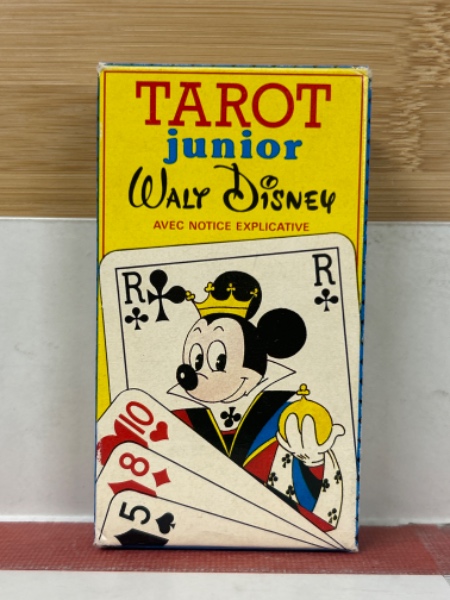 TAROT
junior
WALT DISNEY
AVEC NOTICE EXPLICATIVE
R R
10
8
5